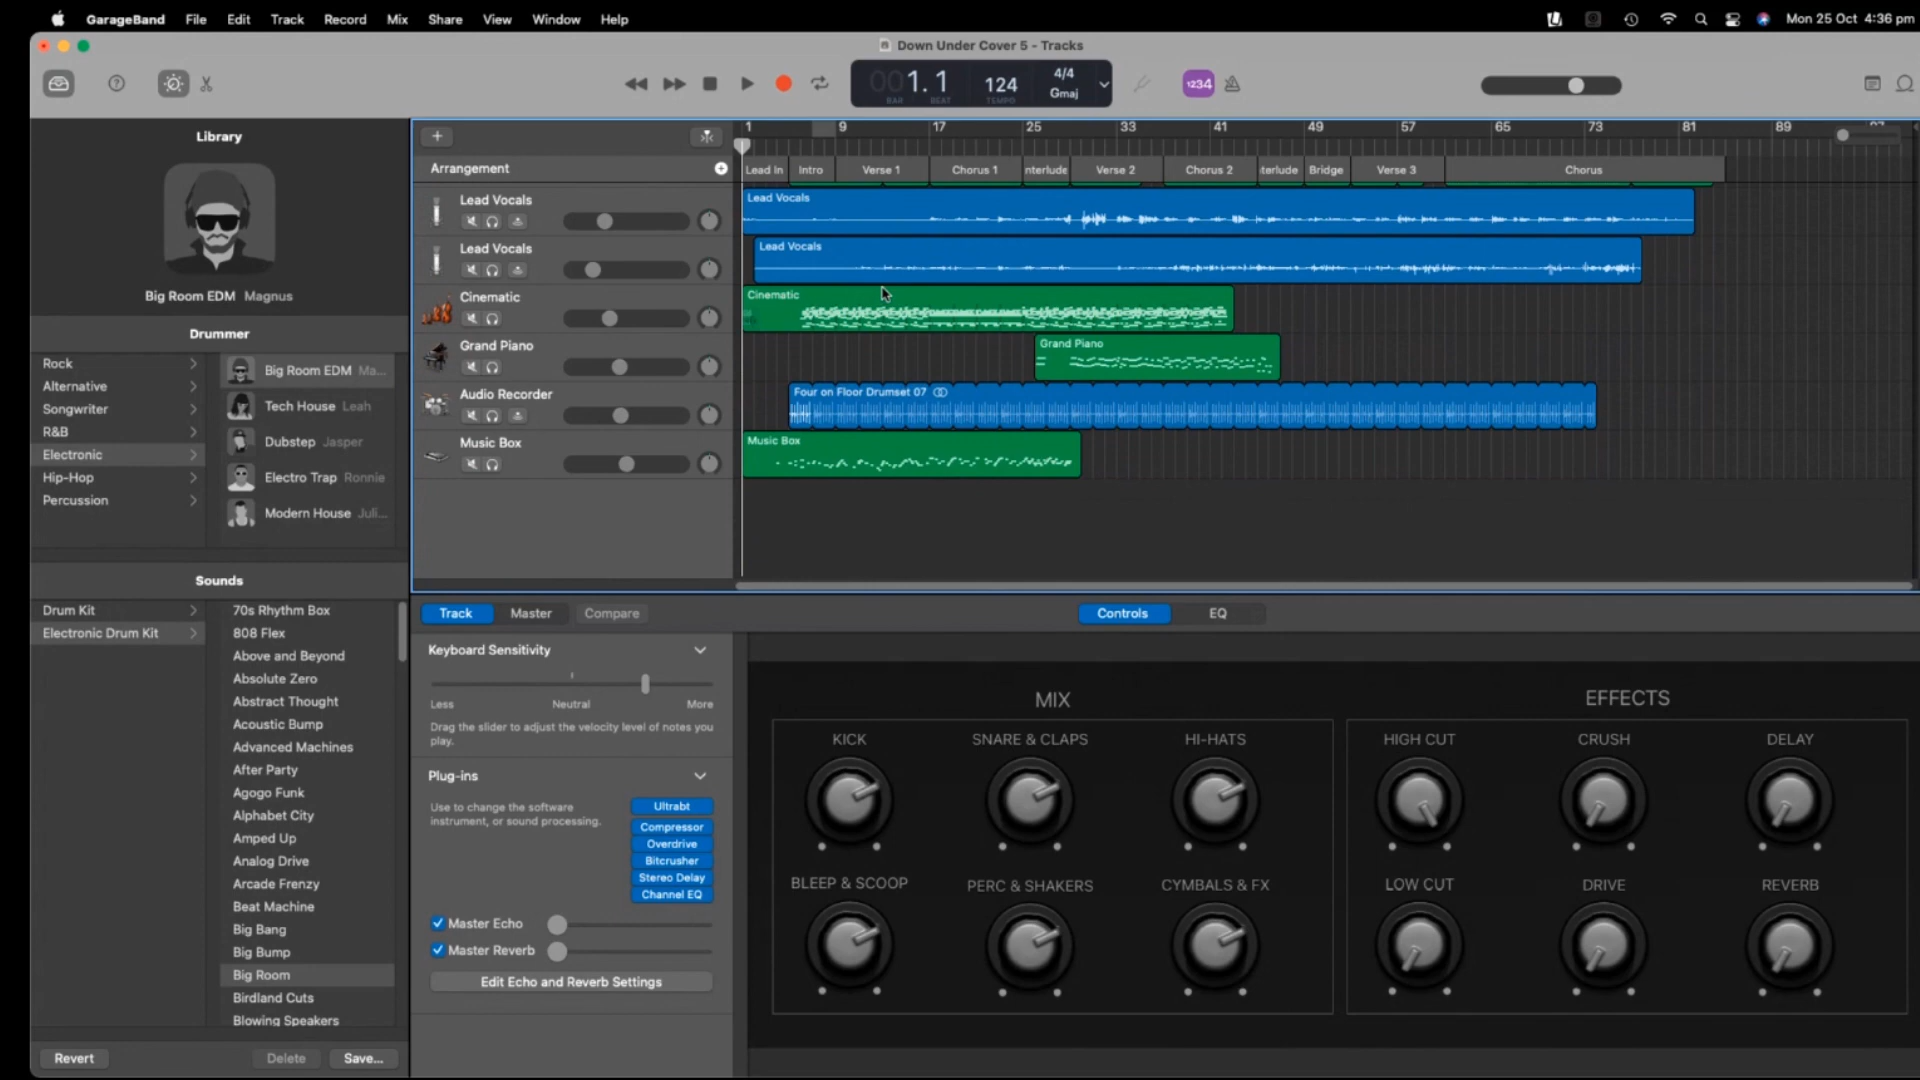 GarageBand File Edit Track Record Mix Share View Window Help Mon 25 Oct 4:36 pm
Down Under Cover 5 - Tracks
001.1 124 4/4 Gmaj
BAR BEAT TEMPO
1234
Library
Big Room EDM Magnus
Drummer
Rock
Alternative
Songwriter
R&B
Electronic
Hip-Hop
Percussion
Big Room EDM Ma...
Tech House Leah
Dubstep Jasper
Electro Trap Ronnie
Modern House Juli...
Sounds
Drum Kit
Electronic Drum Kit
70s Rhythm Box
808 Flex
Above and Beyond
Absolute Zero
Abstract Thought
Acoustic Bump
Advanced Machines
After Party
Agogo Funk
Alphabet City
Amped Up
Analog Drive
Arcade Frenzy
Beat Machine
Big Bang
Big Bump
Big Room
Birdland Cuts
Blowing Speakers
Revert Delete Save...
1 9 17 25 33 41 49 57 65 73 81 89
Arrangement
Lead In Intro Verse 1 Chorus 1 nterlude Verse 2 Chorus 2 terlude Bridge Verse 3 Chorus
Lead Vocals
Lead Vocals
Cinematic
Grand Piano
Audio Recorder
Music Box
Lead Vocals
Lead Vocals
Cinematic
Grand Piano
Four on Floor Drumset 07
Music Box
Track Master Compare
Controls EQ
Keyboard Sensitivity
Less Neutral More
Drag the slider to adjust the velocity level of notes you
play.
Plug-ins
Use to change the software
instrument, or sound processing.
Ultrabt
Compressor
Overdrive
Bitcrusher
Stereo Delay
Channel EQ
Master Echo
Master Reverb
Edit Echo and Reverb Settings
MIX
KICK SNARE & CLAPS HI-HATS
BLEEP & SCOOP PERC & SHAKERS CYMBALS & FX
EFFECTS
HIGH CUT CRUSH DELAY
LOW CUT DRIVE REVERB